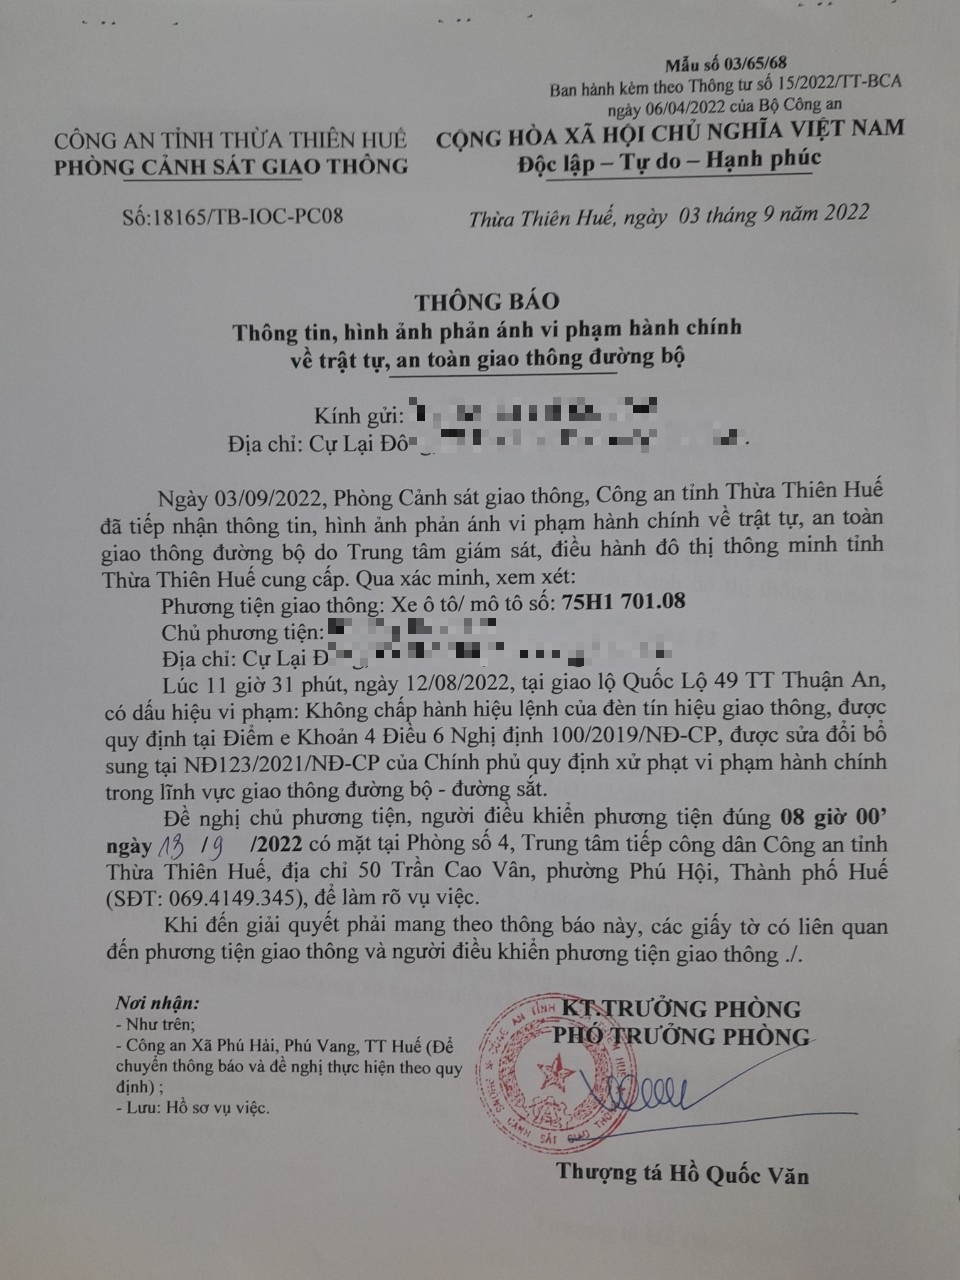 Mẫu số 03/65/68
Ban hành kèm theo Thông tư số 15/2022/TT-BCA
ngày 06/04/2022 của Bộ Công an
CÔNG AN TỈNH THỪA THIÊN HUẾ
PHÒNG CẢNH SÁT GIAO THÔNG
CỘNG HÒA XÃ HỘI CHỦ NGHĨA VIỆT NAM
Độc lập – Tự do – Hạnh phúc
Số:18165/TB-IOC-PC08
Thừa Thiên Huế, ngày 03 tháng 9 năm 2022
THÔNG BÁO
Thông tin, hình ảnh phản ánh vi phạm hành chính
về trật tự, an toàn giao thông đường bộ
Kính gửi:
Địa chỉ: Cự Lại
Ngày 03/09/2022, Phòng Cảnh sát giao thông, Công an tỉnh Thừa Thiên Huế
đã tiếp nhận thông tin, hình ảnh phản ánh vi phạm hành chính về trật tự, an toàn
giao thông đường bộ do Trung tâm giám sát, điều hành đô thị thông minh tỉnh
Thừa Thiên Huế cung cấp. Qua xác minh, xem xét:
Phương tiện giao thông: Xe ô tô/ mô tô số: 75H1 701.08
Chủ phương tiện:
Địa chỉ: Cự Lại
Lúc 11 giờ 31 phút, ngày 12/08/2022, tại giao lộ Quốc Lộ 49 TT Thuận An,
có dấu hiệu vi phạm: Không chấp hành hiệu lệnh của đèn tín hiệu giao thông, được
quy định tại Điểm e Khoản 4 Điều 6 Nghị định 100/2019/NĐ-CP, được sửa đổi bổ
sung tại NĐ123/2021/NĐ-CP của Chính phủ quy định xử phạt vi phạm hành chính
trong lĩnh vực giao thông đường bộ - đường sắt.
Đề nghị chủ phương tiện, người điều khiển phương tiện đúng 08 giờ 00’
ngày 13 /9 /2022 có mặt tại Phòng số 4, Trung tâm tiếp công dân Công an tỉnh
Thừa Thiên Huế, địa chỉ 50 Trần Cao Vân, phường Phú Hội, Thành phố Huế
(SĐT: 069.4149.345), để làm rõ vụ việc.
Khi đến giải quyết phải mang theo thông báo này, các giấy tờ có liên quan
đến phương tiện giao thông và người điều khiển phương tiện giao thông ./.
Nơi nhận:
- Như trên;
- Công an Xã Phú Hải, Phú Vang, TT Huế (Để
chuyển thông báo và đề nghị thực hiện theo quy
định) ;
- Lưu: Hồ sơ vụ việc.
KT.TRƯỞNG PHÒNG
PHÓ TRƯỞNG PHÒNG
CẢNH SÁT GIAO
Thượng tá Hồ Quốc Văn